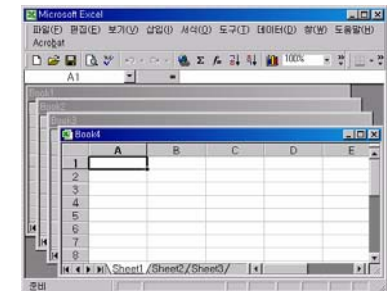 Microsoft Excel
파일(F) 편집(E) 보기(V) 삽입(I) 서식(O) 도구(T) 데이터(D) 창(W) 도움말(H)
Acrobat
100%
A1 =
Book1
Book2
Book3
Book4
A B C D E
1
2
3
4
5
6
7
8
Sheet1 Sheet2 Sheet3
준비